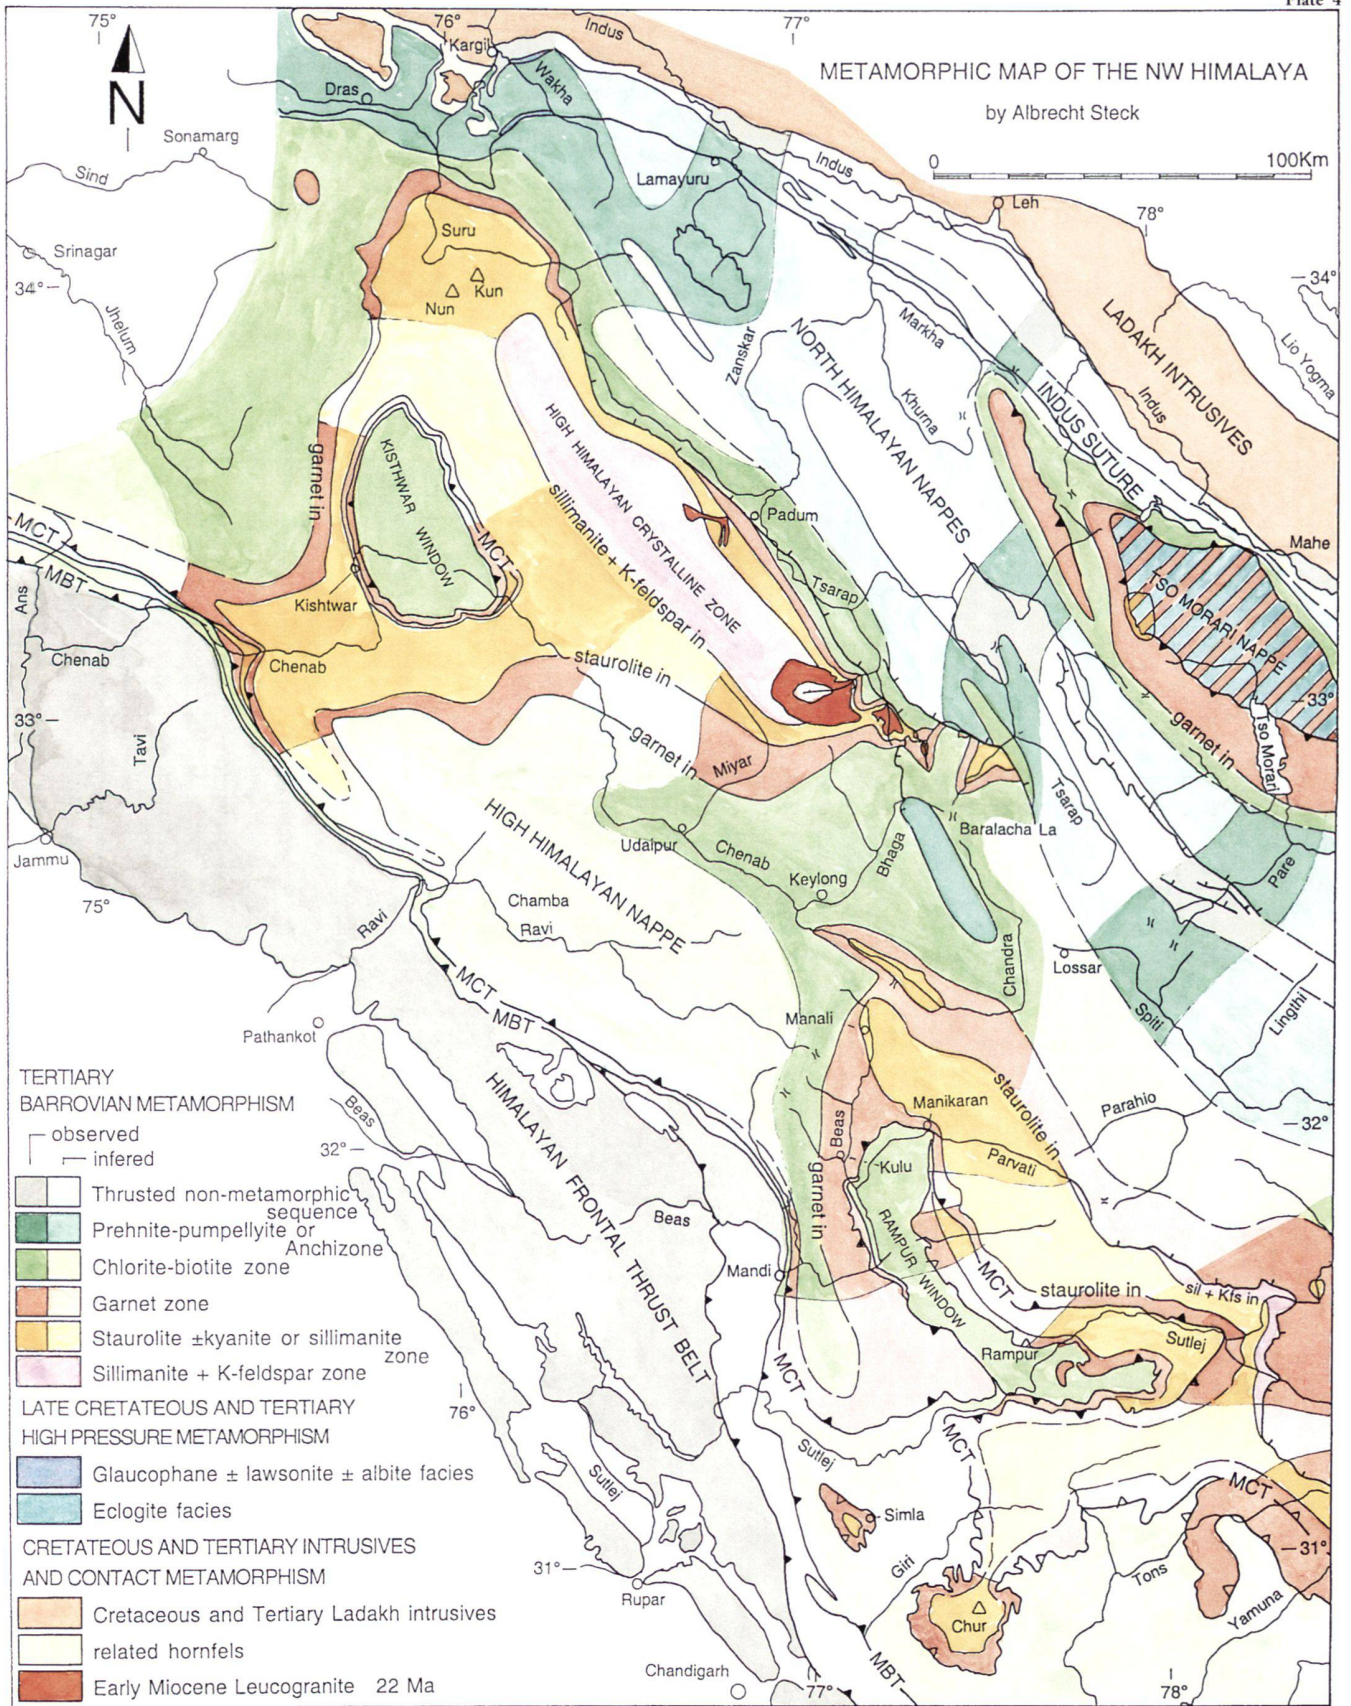 Plate 4
75°
76°
77°
METAMORPHIC MAP OF THE NW HIMALAYA
by Albrecht Steck
0
100Km
N
Kargil
Indus
Wakha
Dras
Sonamarg
Sind
Lamayuru
Indus
Leh
78°
Suru
Srinagar
34°
34°
Kun
Nun
Jhelum
Zanskar
Markha
LADAKH INTRUSIVES
Lio Yogma
NORTH HIMALAYAN NAPPES
Khurna
INDUS SUTURE
Indus
HIGH HIMALAYAN CRYSTALLINE ZONE
garnet in
KISTHWAR WINDOW
sillimanite + K-feldspar in
Padum
MCT
MCT
Mahe
MBT
Ans
Kishtwar
Tsarap
TSO MORARI NAPPE
Chenab
Chenab
staurolite in
33°
33°
Tavi
garnet in
Miyar
garnet in
Tso Morari
Tsarap
HIGH HIMALAYAN NAPPE
Udaipur
Chenab
Bhaga
Baralacha La
Jammu
Keylong
Pare
75°
Chamba
Ravi
Ravi
Chandra
Lossar
MCT
MBT
Spiti
Lingthi
Pathankot
Manali
TERTIARY
BARROVIAN METAMORPHISM
observed
infered
Thrusted non-metamorphic
sequence
Prehnite-pumpellyite or
Anchizone
Chlorite-biotite zone
Garnet zone
Staurolite ±kyanite or sillimanite
zone
Sillimanite + K-feldspar zone
LATE CRETATEOUS AND TERTIARY
HIGH PRESSURE METAMORPHISM
Glaucophane ± lawsonite ± albite facies
Eclogite facies
CRETATEOUS AND TERTIARY INTRUSIVES
AND CONTACT METAMORPHISM
Cretaceous and Tertiary Ladakh intrusives
related hornfels
Early Miocene Leucogranite 22 Ma
Beas
32°
HIMALAYAN FRONTAL THRUST BELT
Beas
Manikaran
staurolite in
Parahio
32°
Kulu
Parvati
garnet in
Beas
RAMPUR WINDOW
Mandi
MCT
staurolite in
sil + Kfs in
Rampur
Sutlej
76°
MCT
Sutlej
MCT
Sutlej
MCT
Simla
31°
31°
Giri
Tons
Rupar
Yamuna
Chur
Chandigarh
MBT
77°
78°